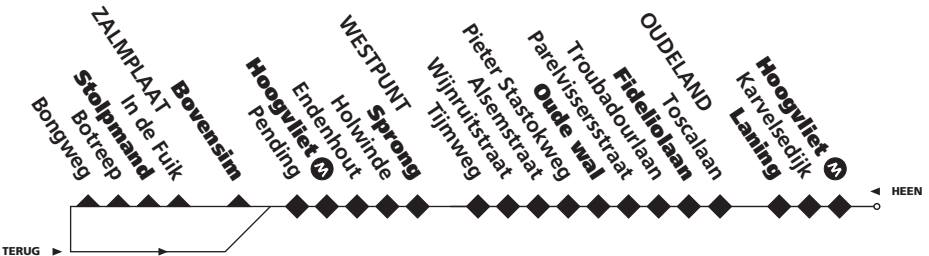 Bongweg
Botreep
Stolpmand
ZALMPLAAT
In de Fuik
Bovensim
Hoogvliet M
Pending
Endenhout
Holwinde
Sprong
WESTPUNT
Tijmweg
Wijnruitstraat
Alsemstraat
Pieter Stastokweg
Oude wal
Parelvissersstraat
Troubadourlaan
Fideliolaan
Toscalaan
OUDELAND
Laning
Karvelsedijk
Hoogvliet M
HEEN
TERUG